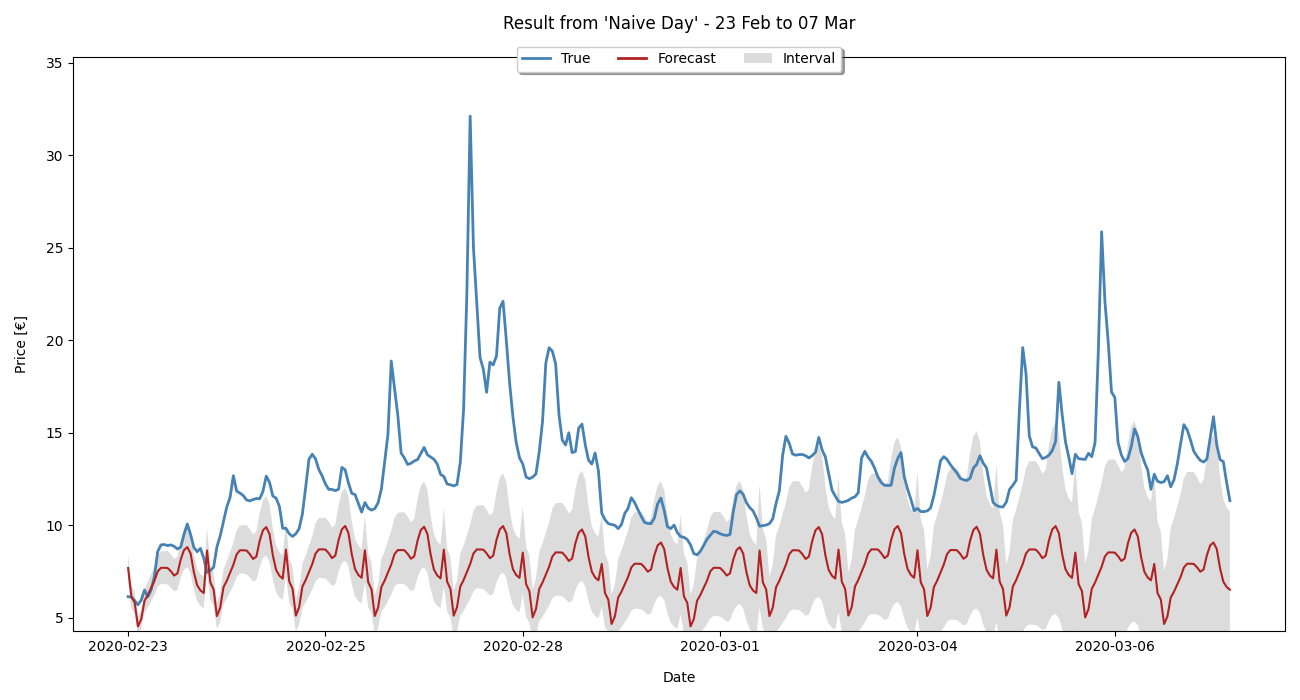 Result from 'Naive Day' - 23 Feb to 07 Mar
True Forecast Interval
35
30
25
20
15
10
5
Price [€]
2020-02-23 2020-02-25 2020-02-28 2020-03-01 2020-03-04 2020-03-06
Date